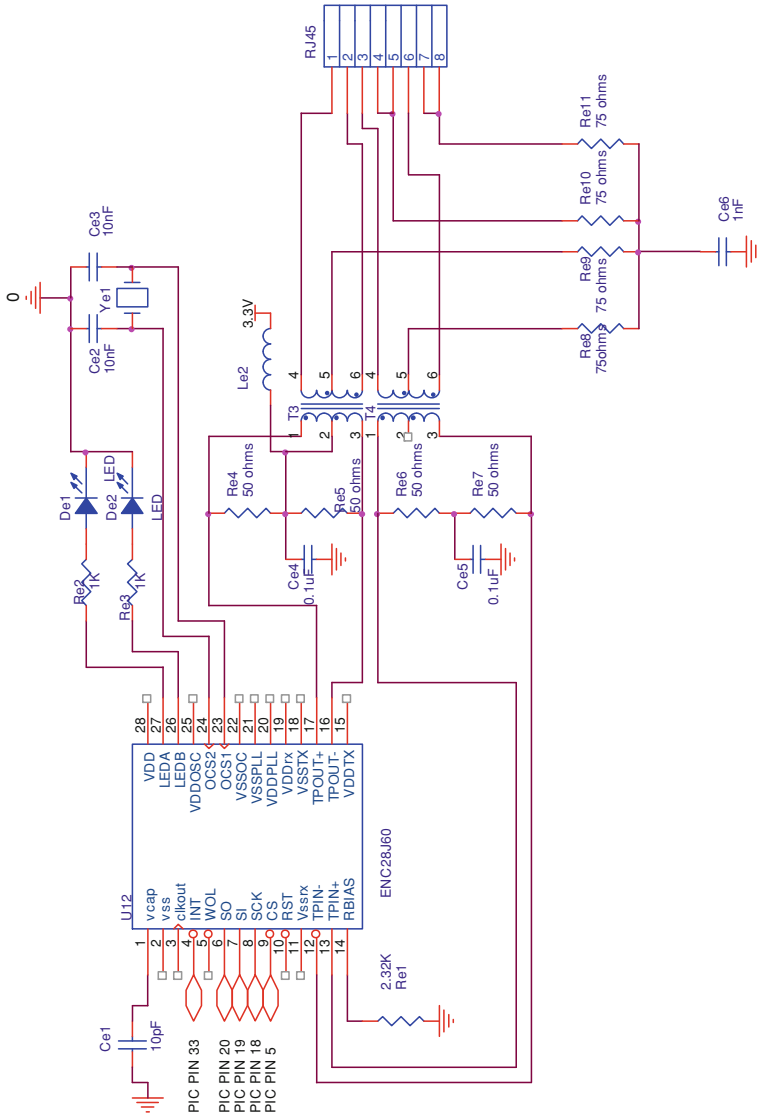 RJ45
1
2
3
4
5
6
7
8
0
Ce3
10nF
Ye1
Ce2
10nF
De1
LED
De2
LED
Re2
1K
Re3
1K
3.3V
Le2
T3
1
2
3
4
5
6
T4
1
2
3
4
5
6
Re4
50 ohms
Re5
50 ohms
Re6
50 ohms
Re7
50 ohms
Ce4
0.1uF
Ce5
0.1uF
Re11
75 ohms
Re10
75 ohms
Re9
75 ohms
Re8
75ohms
Ce6
1nF
U12
ENC28J60
1 vcap
2 vss
3 clkout
4 INT
5 WOL
6 SO
7 SI
8 SCK
9 CS
10 RST
11 Vssrx
12 TPIN-
13 TPIN+
14 RBIAS
28 VDD
27 LEDA
26 LEDB
25 VDDOSC
24 OCS2
23 OCS1
22 VSSOC
21 VSSPLL
20 VDDPLL
19 VDDrx
18 VSSTX
17 TPOUT+
16 TPOUT-
15 VDDTX
Ce1
10pF
PIC PIN 33
PIC PIN 20
PIC PIN 19
PIC PIN 18
PIC PIN 5
2.32K
Re1